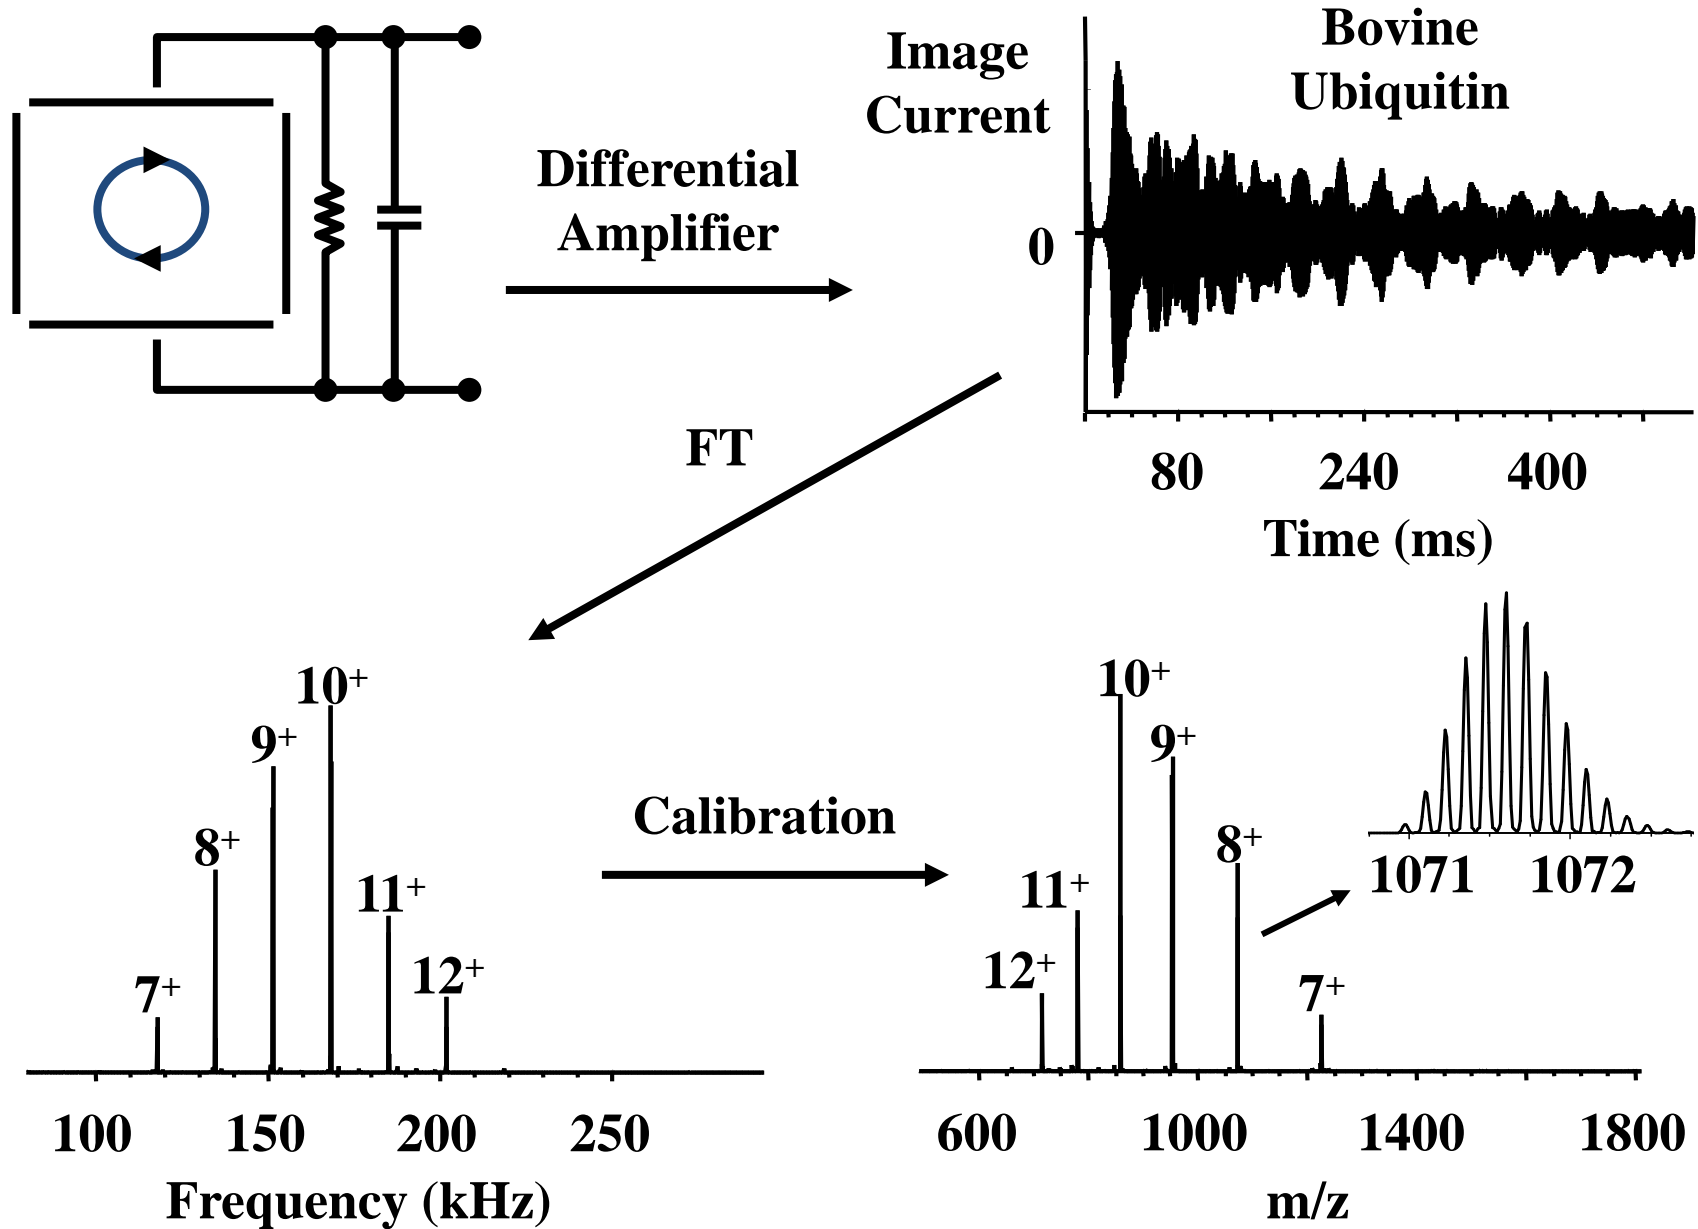 Image
Current
Bovine
Ubiquitin
Differential
Amplifier
0
80 240 400
Time (ms)
FT
7+ 8+ 9+ 10+ 11+ 12+
100 150 200 250
Frequency (kHz)
Calibration
12+ 11+ 10+ 9+ 8+ 7+
1071 1072
600 1000 1400 1800
m/z